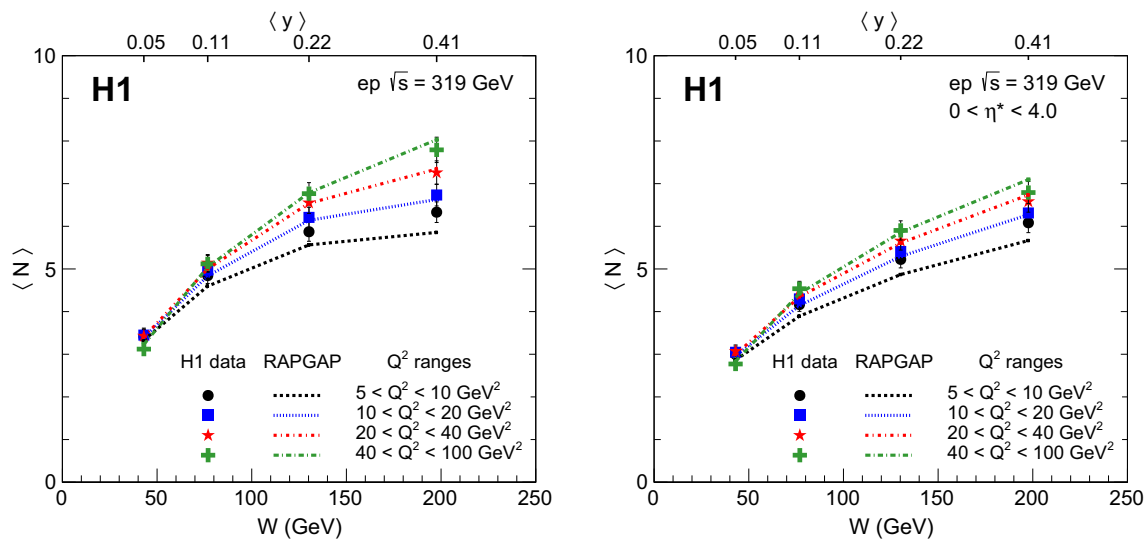 ⟨ y ⟩
0.05 0.11 0.22 0.41
10
H1
ep √s = 319 GeV
⟨ N ⟩
5
H1 data RAPGAP Q² ranges
5 < Q² < 10 GeV²
10 < Q² < 20 GeV²
20 < Q² < 40 GeV²
40 < Q² < 100 GeV²
0
0 50 100 150 200 250
W (GeV)
⟨ y ⟩
0.05 0.11 0.22 0.41
10
H1
ep √s = 319 GeV
0 < η* < 4.0
⟨ N ⟩
5
H1 data RAPGAP Q² ranges
5 < Q² < 10 GeV²
10 < Q² < 20 GeV²
20 < Q² < 40 GeV²
40 < Q² < 100 GeV²
0
0 50 100 150 200 250
W (GeV)